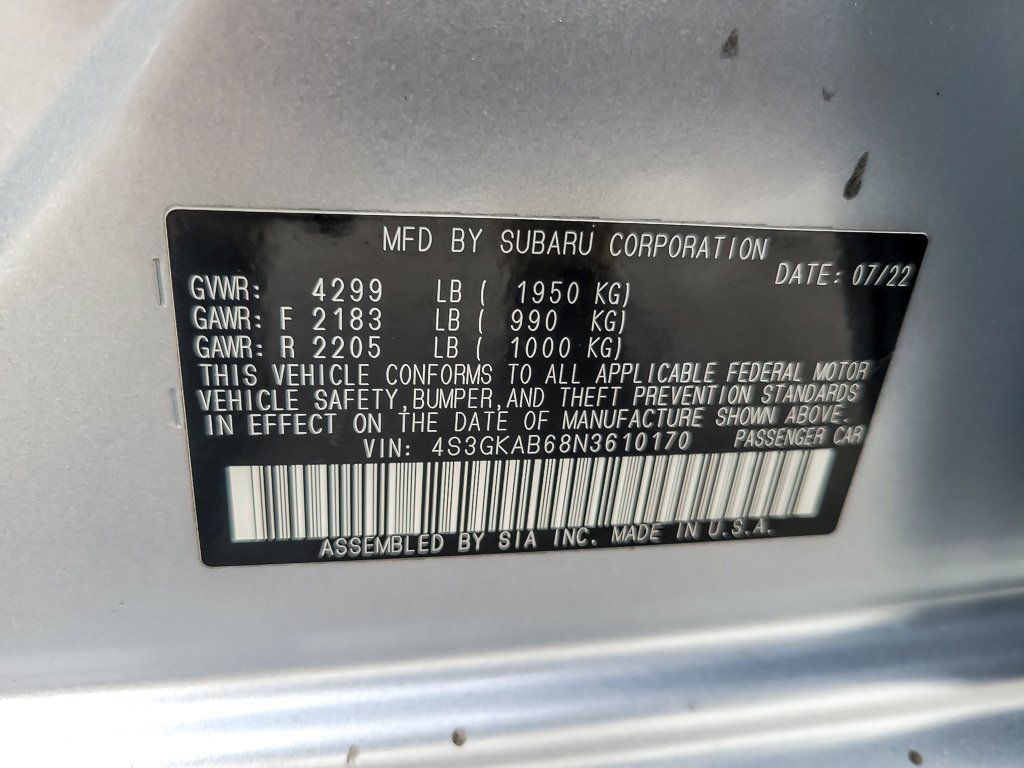 MFD BY SUBARU CORPORATION
DATE: 07/22
GVWR: 4299 LB ( 1950 KG)
GAWR: F 2183 LB ( 990 KG)
GAWR: R 2205 LB ( 1000 KG)
THIS VEHICLE CONFORMS TO ALL APPLICABLE FEDERAL MOTOR
VEHICLE SAFETY, BUMPER, AND THEFT PREVENTION STANDARDS
IN EFFECT ON THE DATE OF MANUFACTURE SHOWN ABOVE.
VIN: 4S3GKAB68N3610170 PASSENGER CAR
ASSEMBLED BY SIA INC. MADE IN U.S.A.